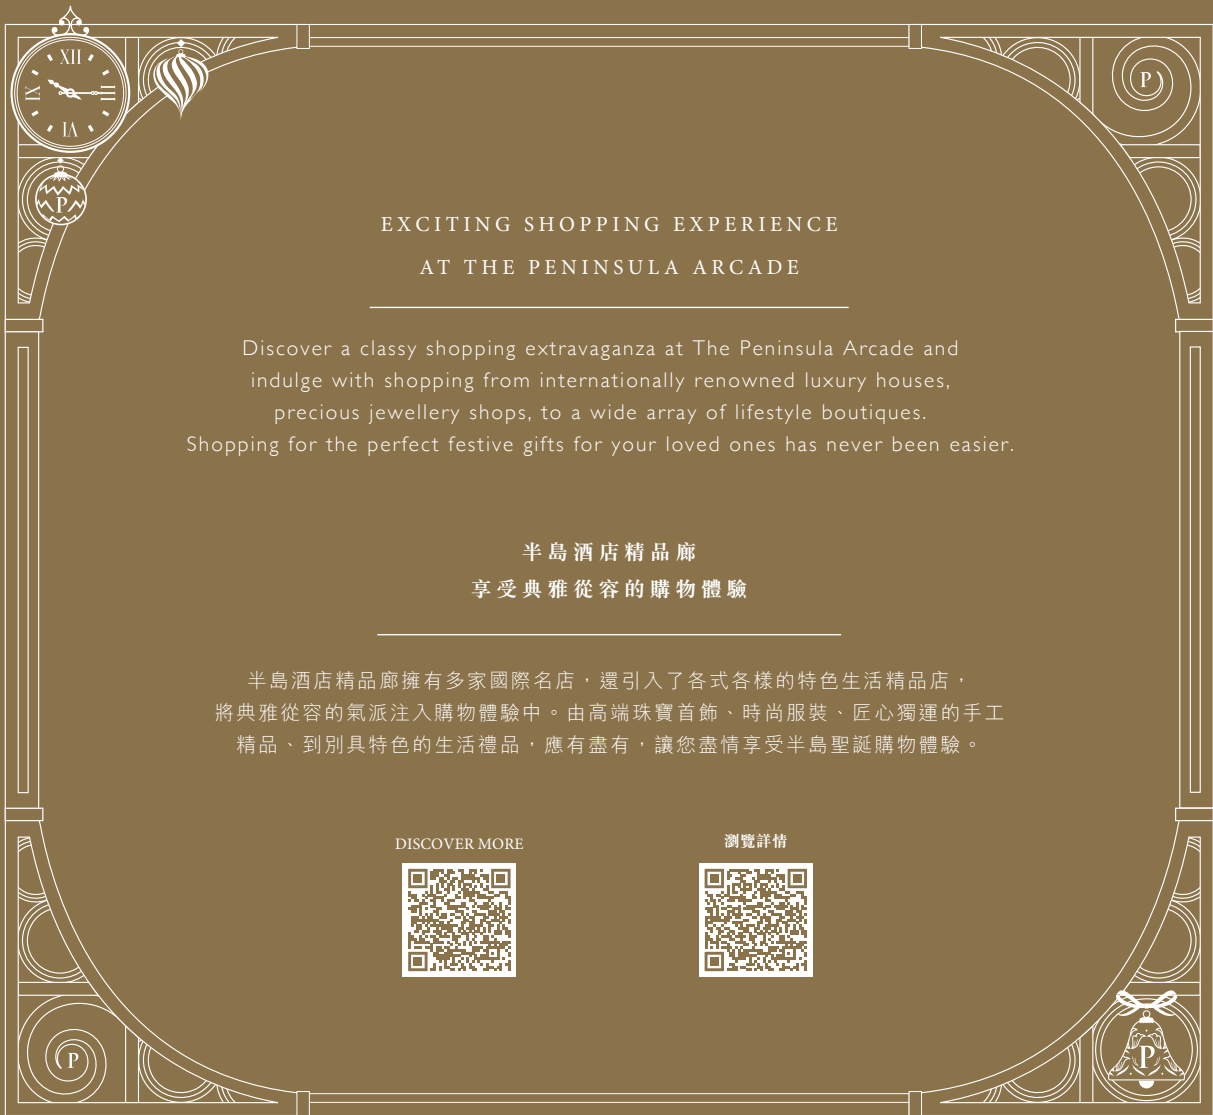 XII
III
VI
IX
P
P
EXCITING SHOPPING EXPERIENCE
AT THE PENINSULA ARCADE
Discover a classy shopping extravaganza at The Peninsula Arcade and
indulge with shopping from internationally renowned luxury houses,
precious jewellery shops, to a wide array of lifestyle boutiques.
Shopping for the perfect festive gifts for your loved ones has never been easier.
半島酒店精品廊
享受典雅從容的購物體驗
半島酒店精品廊擁有多家國際名店，還引入了各式各樣的特色生活精品店，
將典雅從容的氣派注入購物體驗中。由高端珠寶首飾、時尚服裝、匠心獨運的手工
精品、到別具特色的生活禮品，應有盡有，讓您盡情享受半島聖誕購物體驗。
DISCOVER MORE
瀏覽詳情
P
P